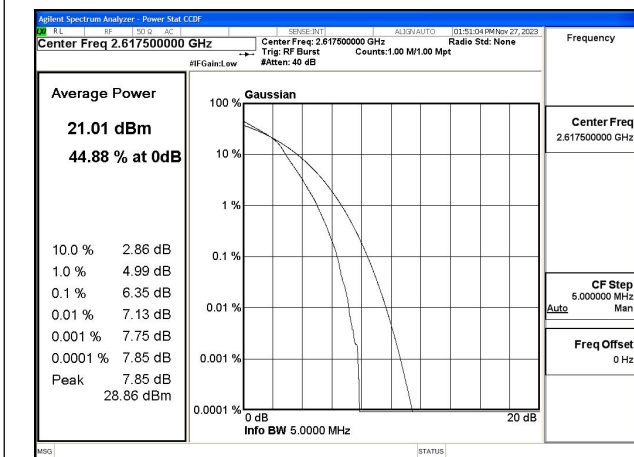 Agilent Spectrum Analyzer - Power Stat CCDF
RL RF 50 Ω AC SENSE:INT ALIGN AUTO 01:51:04 PM Nov 27, 2023
Center Freq 2.617500000 GHz
Center Freq: 2.617500000 GHz Radio Std: None
Trig: RF Burst Counts:1.00 M/1.00 Mpt
#IFGain:Low #Atten: 40 dB
Frequency
Average Power
21.01 dBm
44.88 % at 0dB
10.0 % 2.86 dB
1.0 % 4.99 dB
0.1 % 6.35 dB
0.01 % 7.13 dB
0.001 % 7.75 dB
0.0001 % 7.85 dB
Peak 7.85 dB
28.86 dBm
Gaussian
100 %
10 %
1 %
0.1 %
0.01 %
0.001 %
0.0001 %
0 dB 20 dB
Info BW 5.0000 MHz
Center Freq
2.617500000 GHz
CF Step
5.000000 MHz
Auto Man
Freq Offset
0 Hz
MSG STATUS